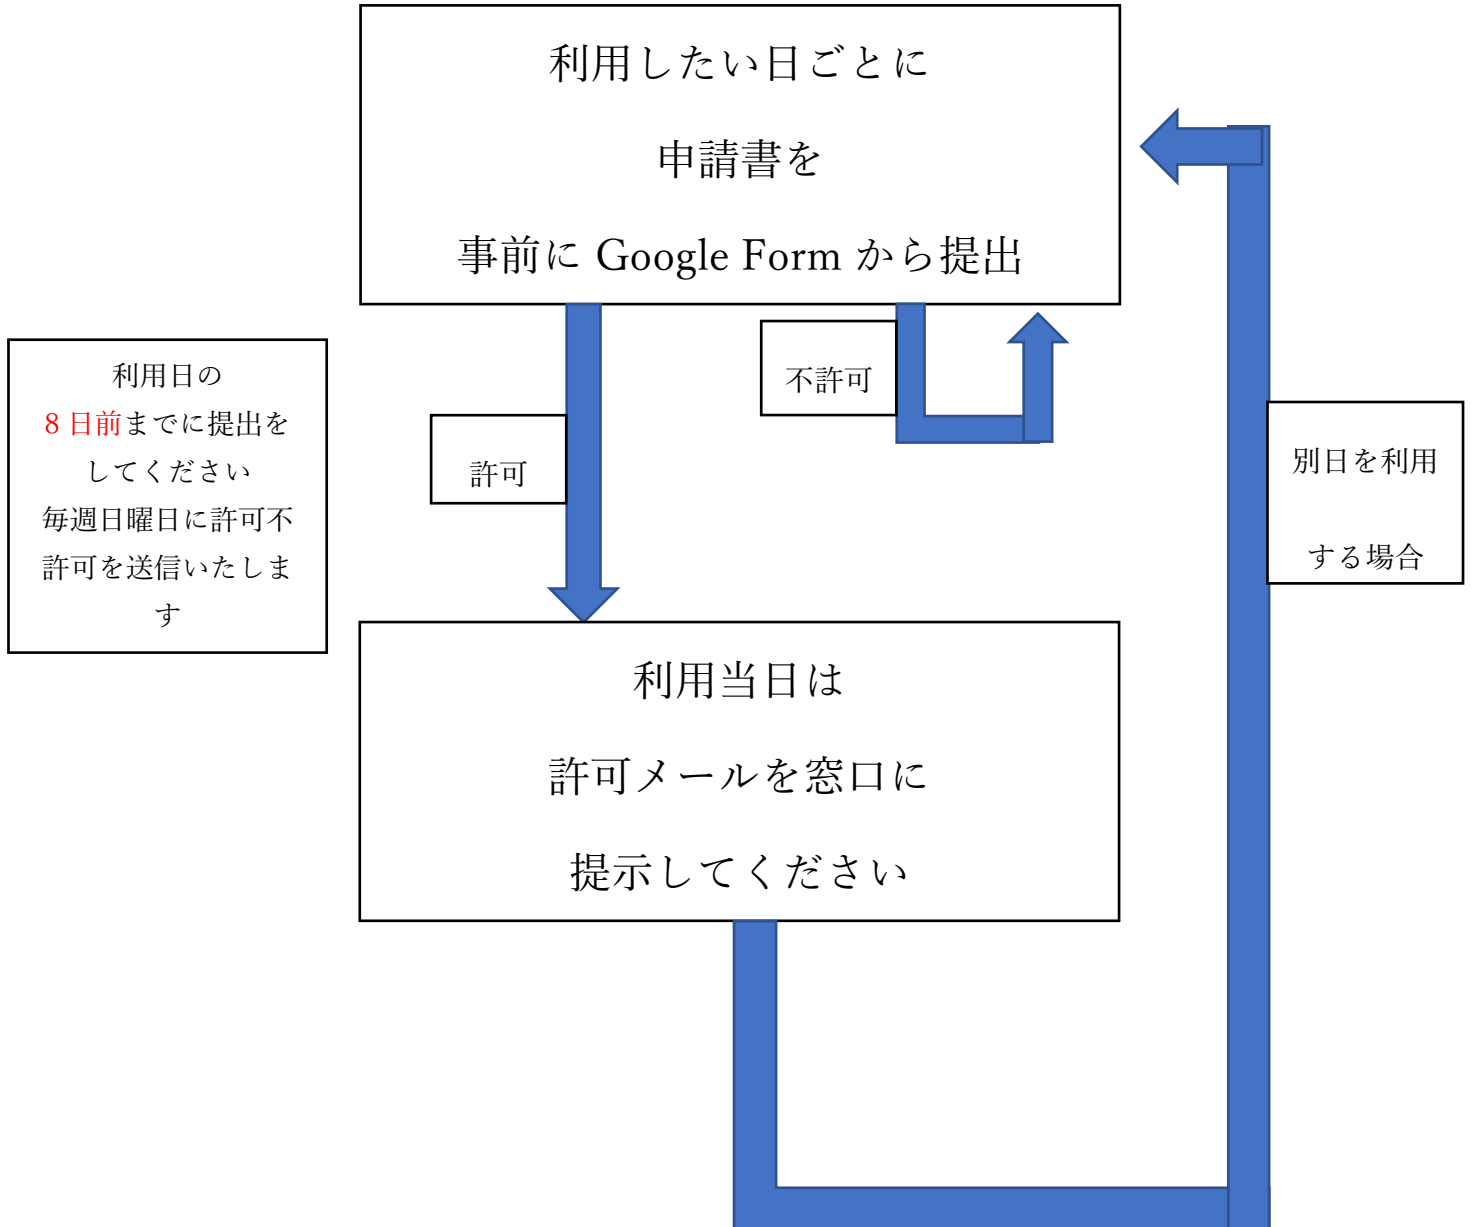 利用したい日ごとに
申請書を
事前に Google Form から提出
不許可
利用日の
8 日前までに提出を
してください
毎週日曜日に許可不
許可を送信いたしま
す
許可
別日を利用
する場合
利用当日は
許可メールを窓口に
提示してください